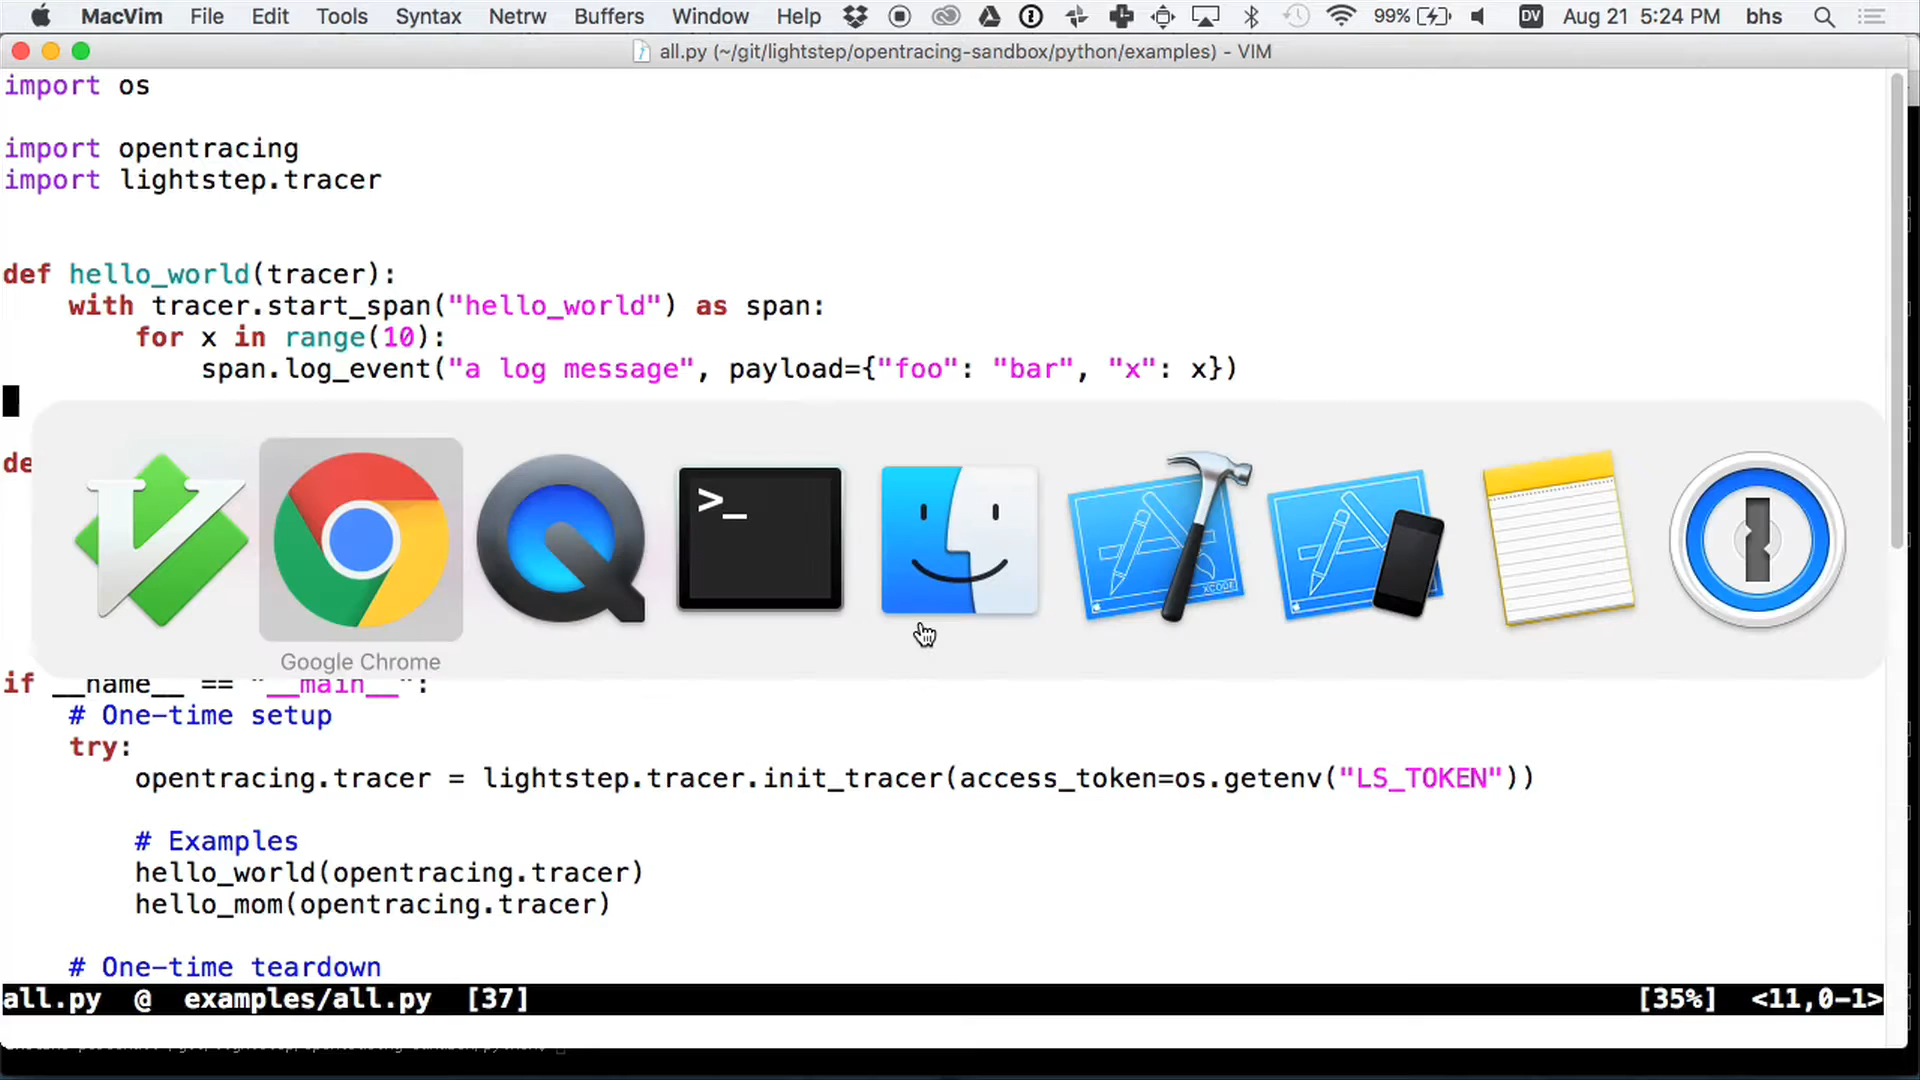 MacVim File Edit Tools Syntax Netrw Buffers Window Help 99% DV Aug 21 5:24 PM bhs
all.py (~/git/lightstep/opentracing-sandbox/python/examples) - VIM
import os
import opentracing
import lightstep.tracer
def hello_world(tracer):
with tracer.start_span("hello_world") as span:
for x in range(10):
span.log_event("a log message", payload={"foo": "bar", "x": x})
de
>_
XCODE
Google Chrome
if __name__ == "__main__":
# One-time setup
try:
opentracing.tracer = lightstep.tracer.init_tracer(access_token=os.getenv("LS_TOKEN"))
# Examples
hello_world(opentracing.tracer)
hello_mom(opentracing.tracer)
# One-time teardown
all.py @ examples/all.py [37] [35%] <11,0-1>